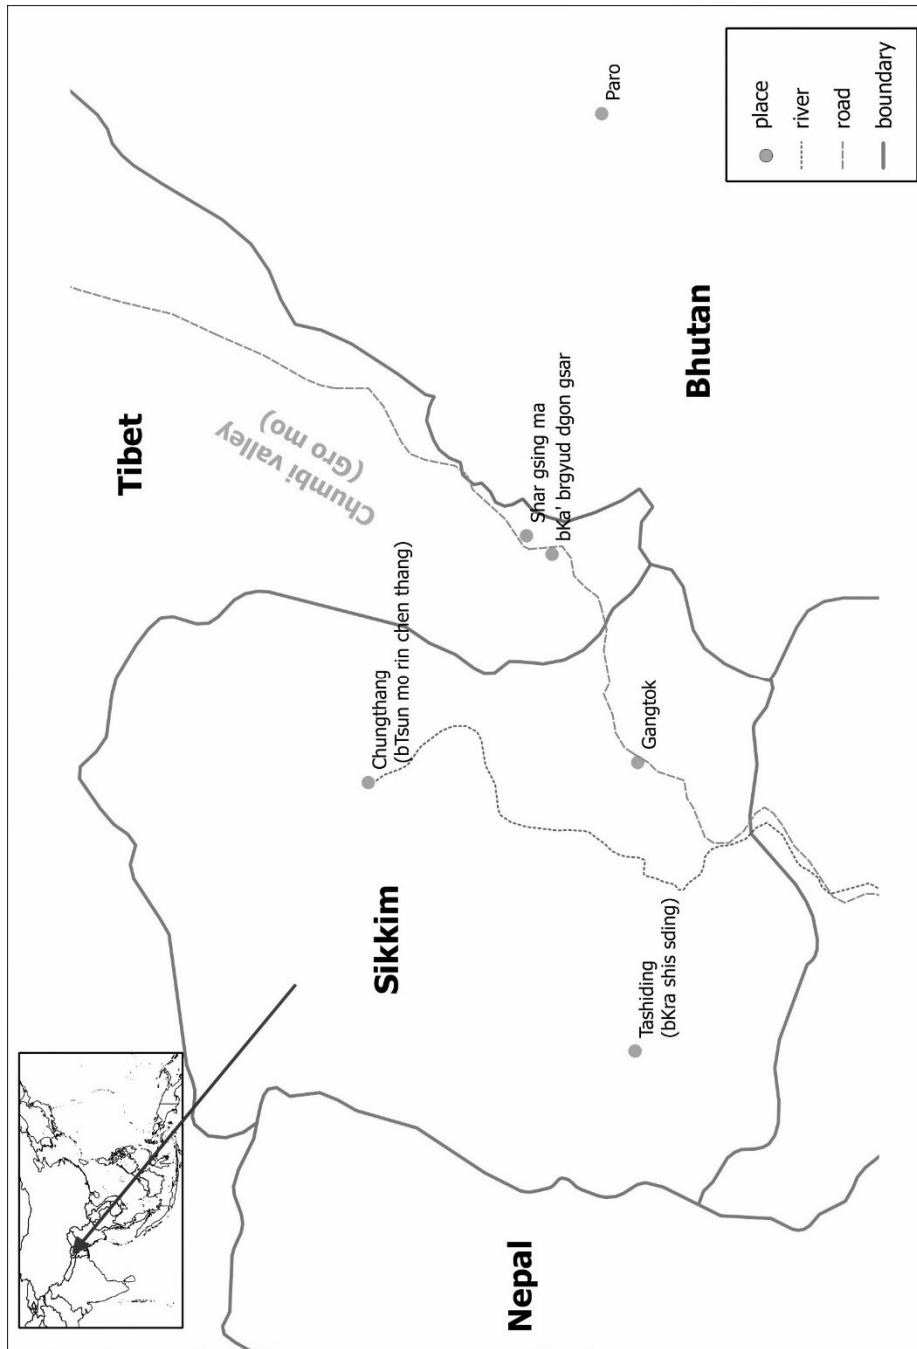 Tibet
Chumbi valley
(Gro mo)
Chungthang
(bTsun mo rin chen thang)
Sikkim
Shar gsing ma
bKa' brgyud dgon gsar
Paro
Nepal
Tashiding
(bKra shis sding)
Gangtok
Bhutan
place
river
road
boundary